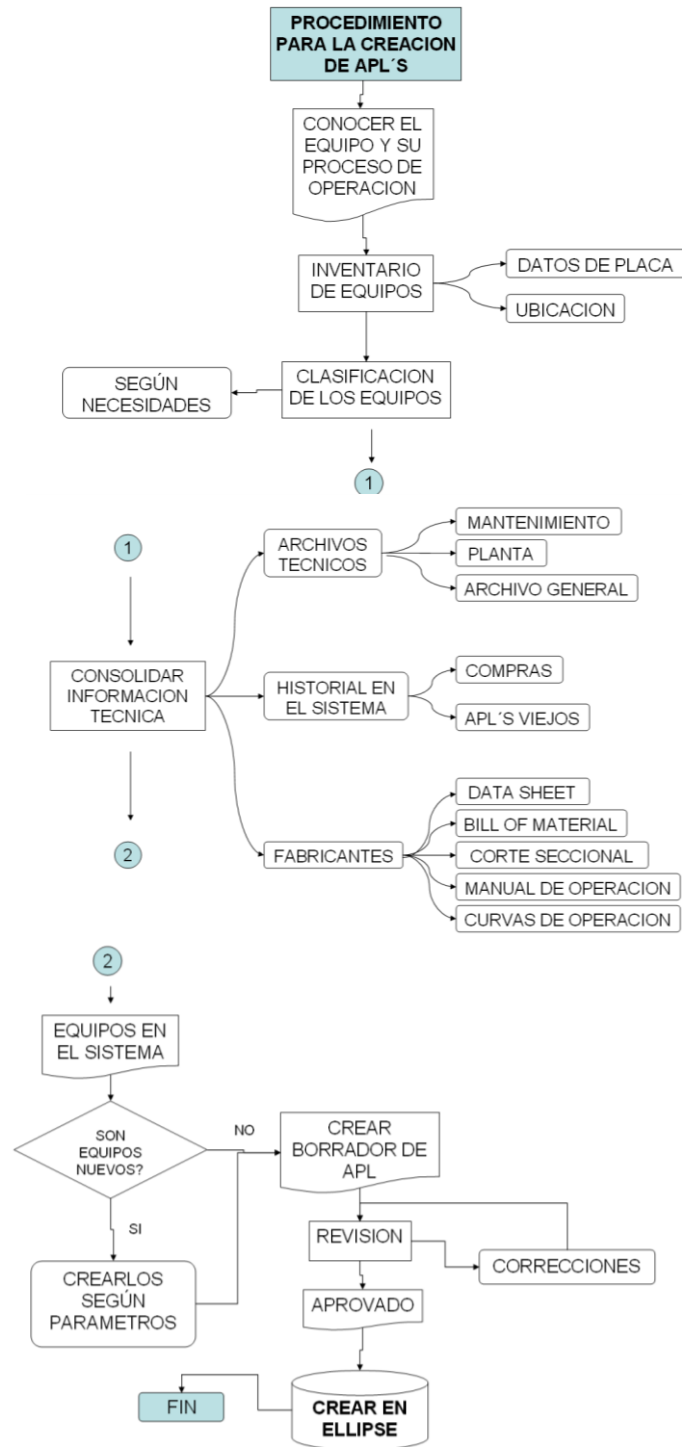 PROCEDIMIENTO
PARA LA CREACION
DE APL´S
CONOCER EL
EQUIPO Y SU
PROCESO DE
OPERACION
INVENTARIO
DE EQUIPOS
DATOS DE PLACA
UBICACION
CLASIFICACION
DE LOS EQUIPOS
SEGÚN
NECESIDADES
1
1
CONSOLIDAR
INFORMACION
TECNICA
ARCHIVOS
TECNICOS
MANTENIMIENTO
PLANTA
ARCHIVO GENERAL
HISTORIAL EN
EL SISTEMA
COMPRAS
APL´S VIEJOS
FABRICANTES
DATA SHEET
BILL OF MATERIAL
CORTE SECCIONAL
MANUAL DE OPERACION
CURVAS DE OPERACION
2
2
EQUIPOS EN
EL SISTEMA
SON
EQUIPOS
NUEVOS?
NO
SI
CREARLOS
SEGÚN
PARAMETROS
CREAR
BORRADOR DE
APL
REVISION
CORRECCIONES
APROVADO
CREAR EN
ELLIPSE
FIN